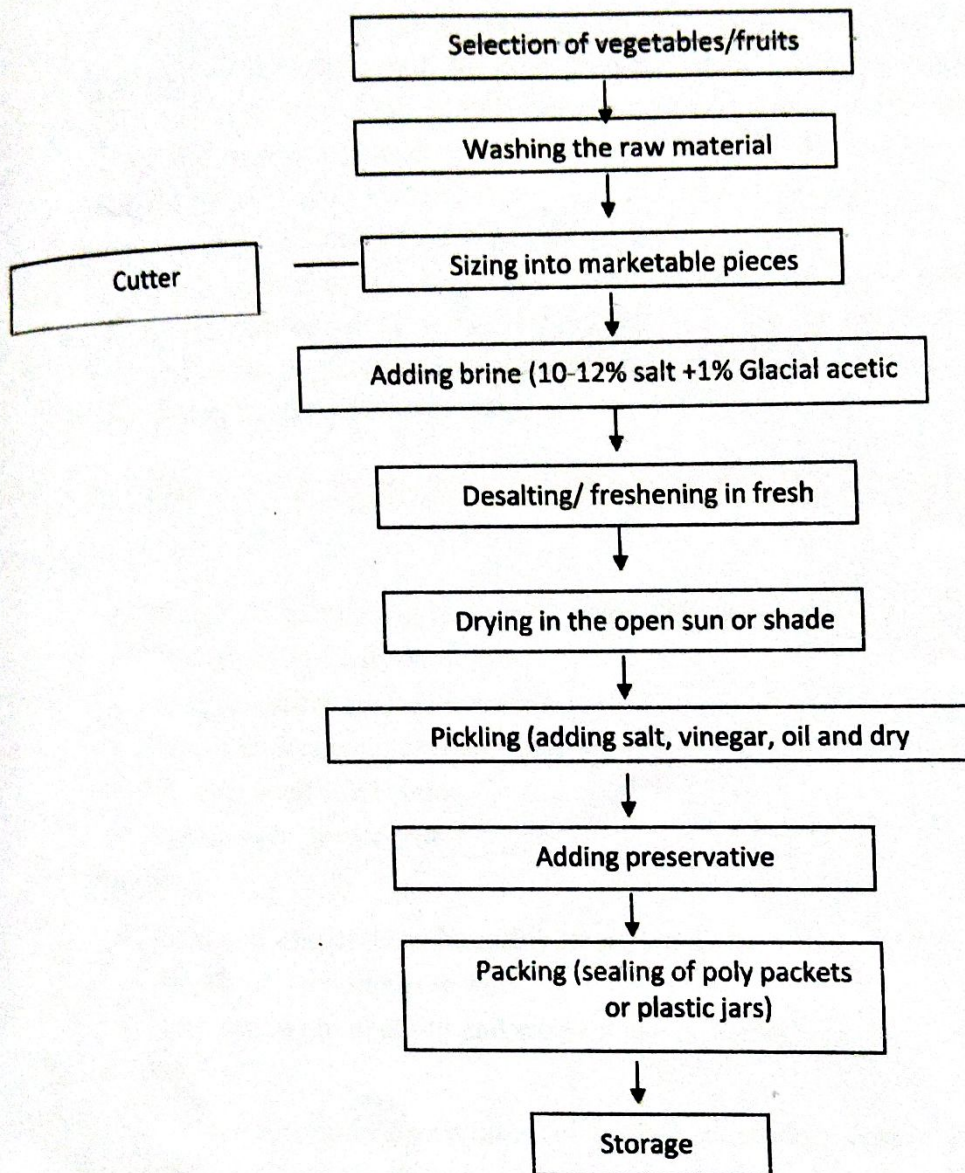 Selection of vegetables/fruits
Washing the raw material
Cutter
Sizing into marketable pieces
Adding brine (10-12% salt +1% Glacial acetic
Desalting/ freshening in fresh
Drying in the open sun or shade
Pickling (adding salt, vinegar, oil and dry
Adding preservative
Packing (sealing of poly packets
or plastic jars)
Storage